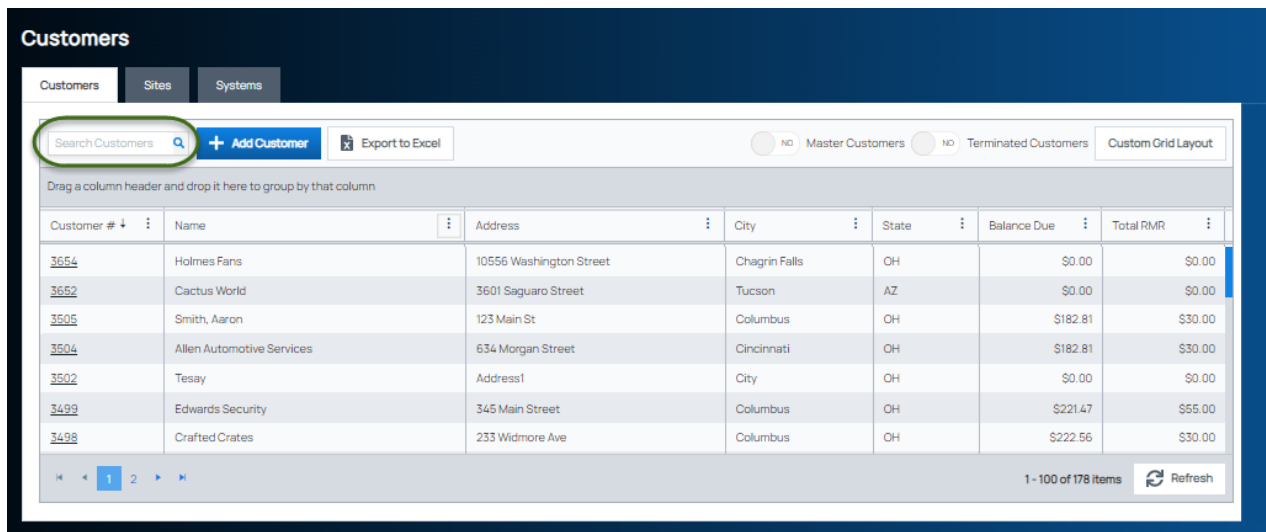 Customers
Customers Sites Systems
Search Customers + Add Customer Export to Excel NO Master Customers NO Terminated Customers Custom Grid Layout
Drag a column header and drop it here to group by that column
Customer # ↓ Name Address City State Balance Due Total RMR
3654 Holmes Fans 10556 Washington Street Chagrin Falls OH $0.00 $0.00
3652 Cactus World 3601 Saguaro Street Tucson AZ $0.00 $0.00
3505 Smith, Aaron 123 Main St Columbus OH $182.81 $30.00
3504 Allen Automotive Services 634 Morgan Street Cincinnati OH $182.81 $30.00
3502 Tesay Address1 City OH $0.00 $0.00
3499 Edwards Security 345 Main Street Columbus OH $221.47 $55.00
3498 Crafted Crates 233 Widmore Ave Columbus OH $222.56 $30.00
1 2 1 - 100 of 178 items Refresh